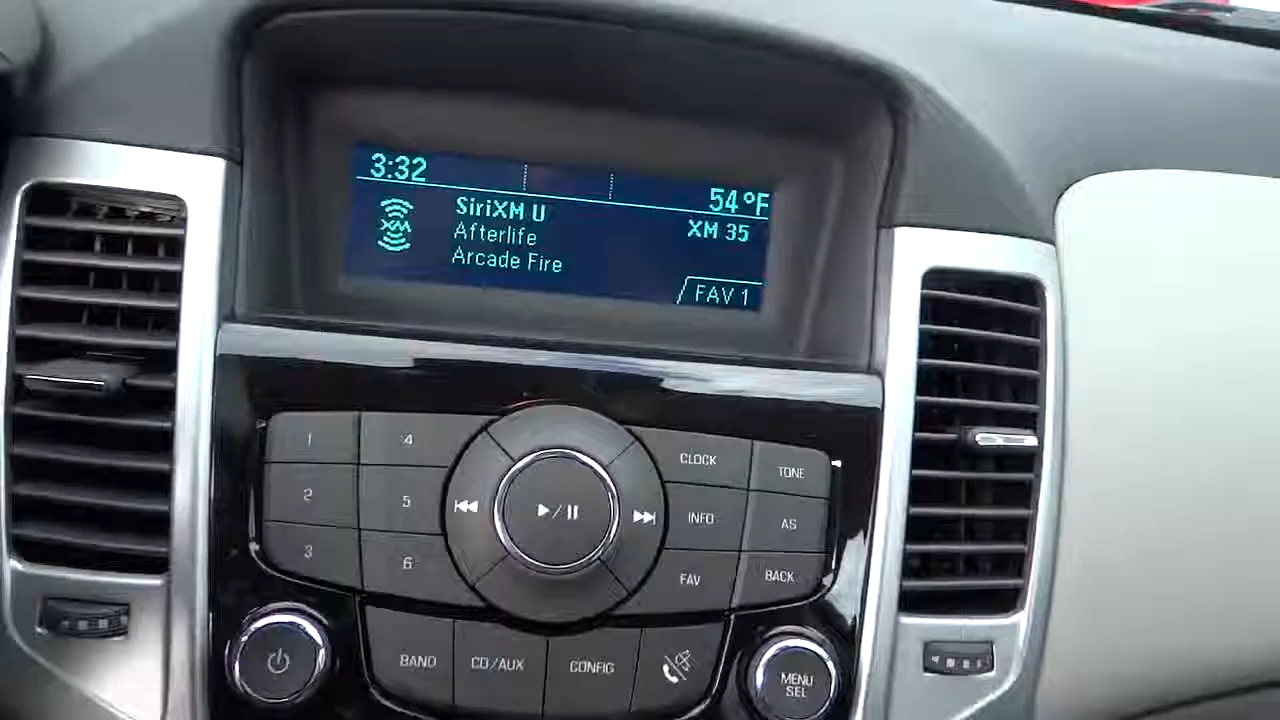 3:32
54°F
XM
SiriXM U
XM 35
Afterlife
Arcade Fire
FAV 1
1
4
CLOCK
TONE
2
5
INFO
AS
3
6
FAV
BACK
BAND
CD/AUX
CONFIG
MENU
SEL